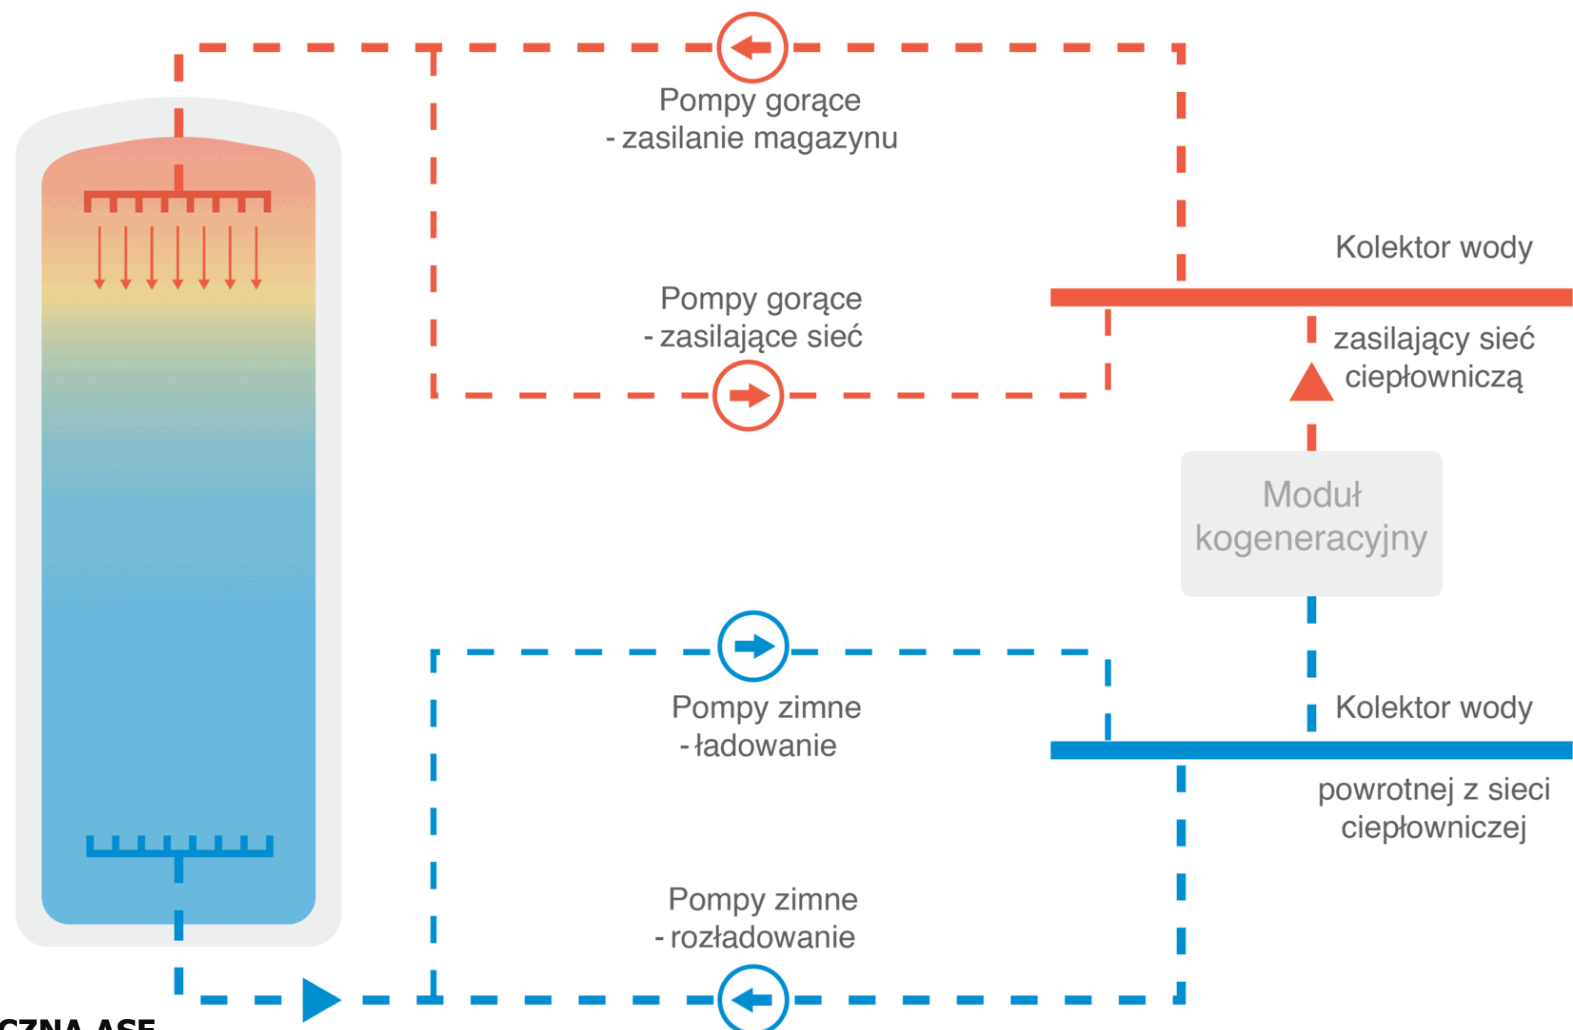 Pompy gorące
- zasilanie magazynu
Kolektor wody
Pompy gorące
- zasilające sieć
zasilający sieć
ciepłowniczą
Moduł
kogeneracyjny
Pompy zimne
- ładowanie
Kolektor wody
powrotnej z sieci
ciepłowniczej
Pompy zimne
- rozładowanie